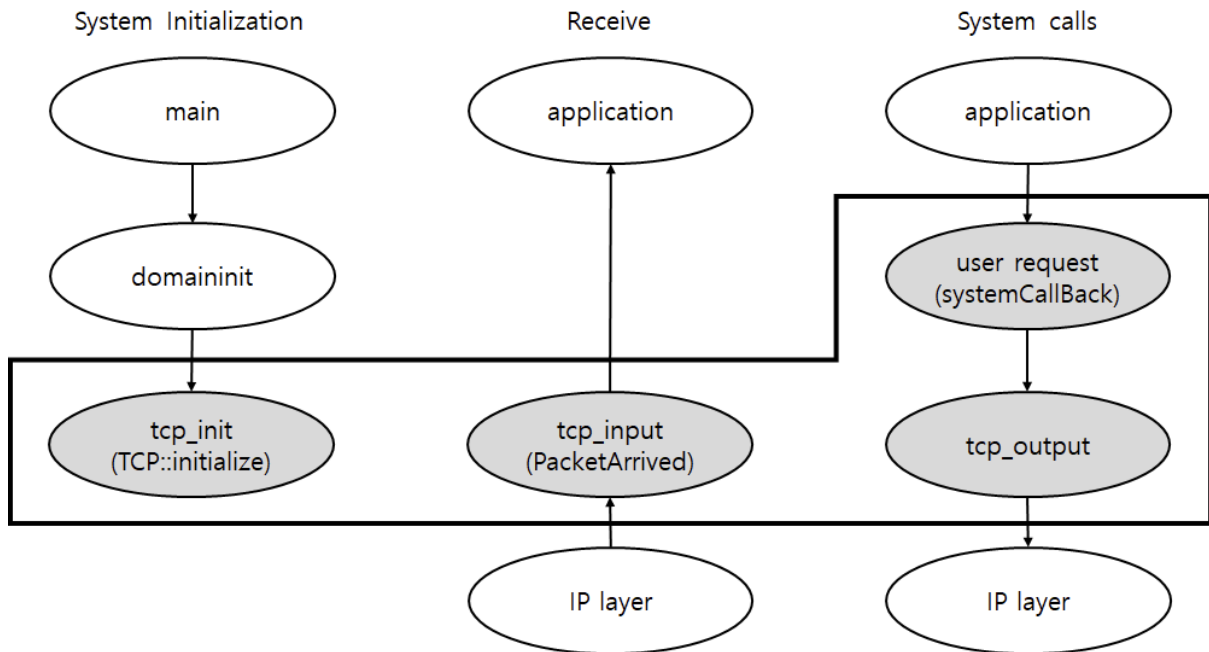 System Initialization
Receive
System calls
main
application
application
domaininit
user request
(systemCallBack)
tcp_init
(TCP::initialize)
tcp_input
(PacketArrived)
tcp_output
IP layer
IP layer